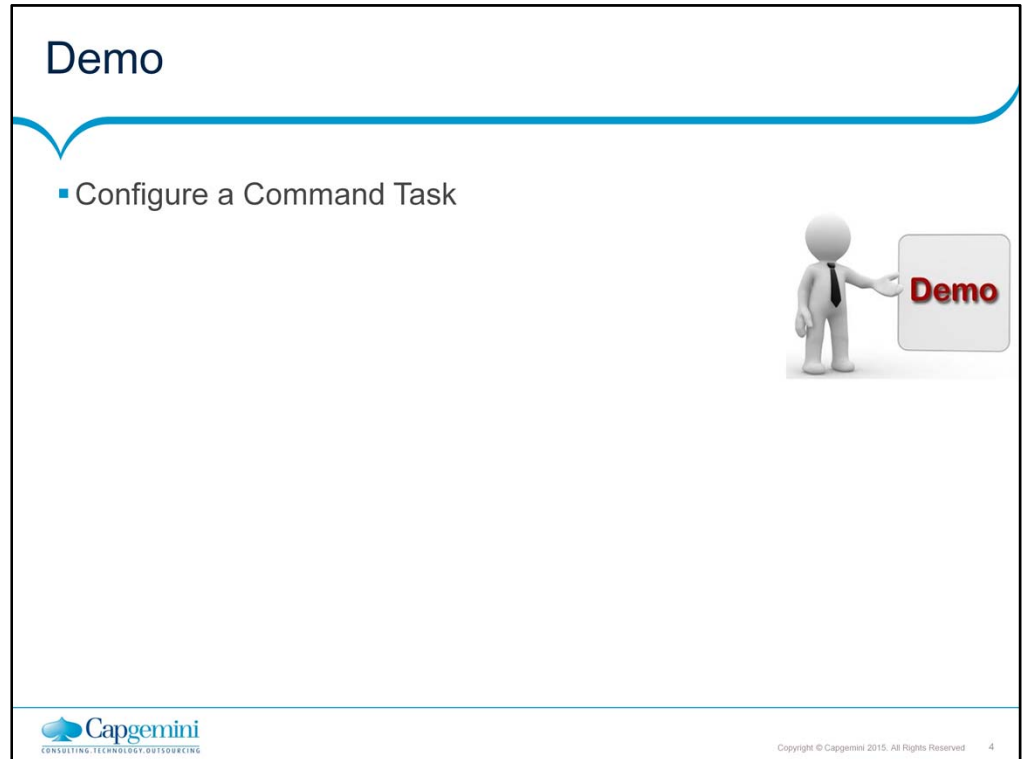 Demo
Configure a Command Task
Demo
Capgemini
CONSULTING.TECHNOLOGY.OUTSOURCING
Copyright © Capgemini 2015. All Rights Reserved 4